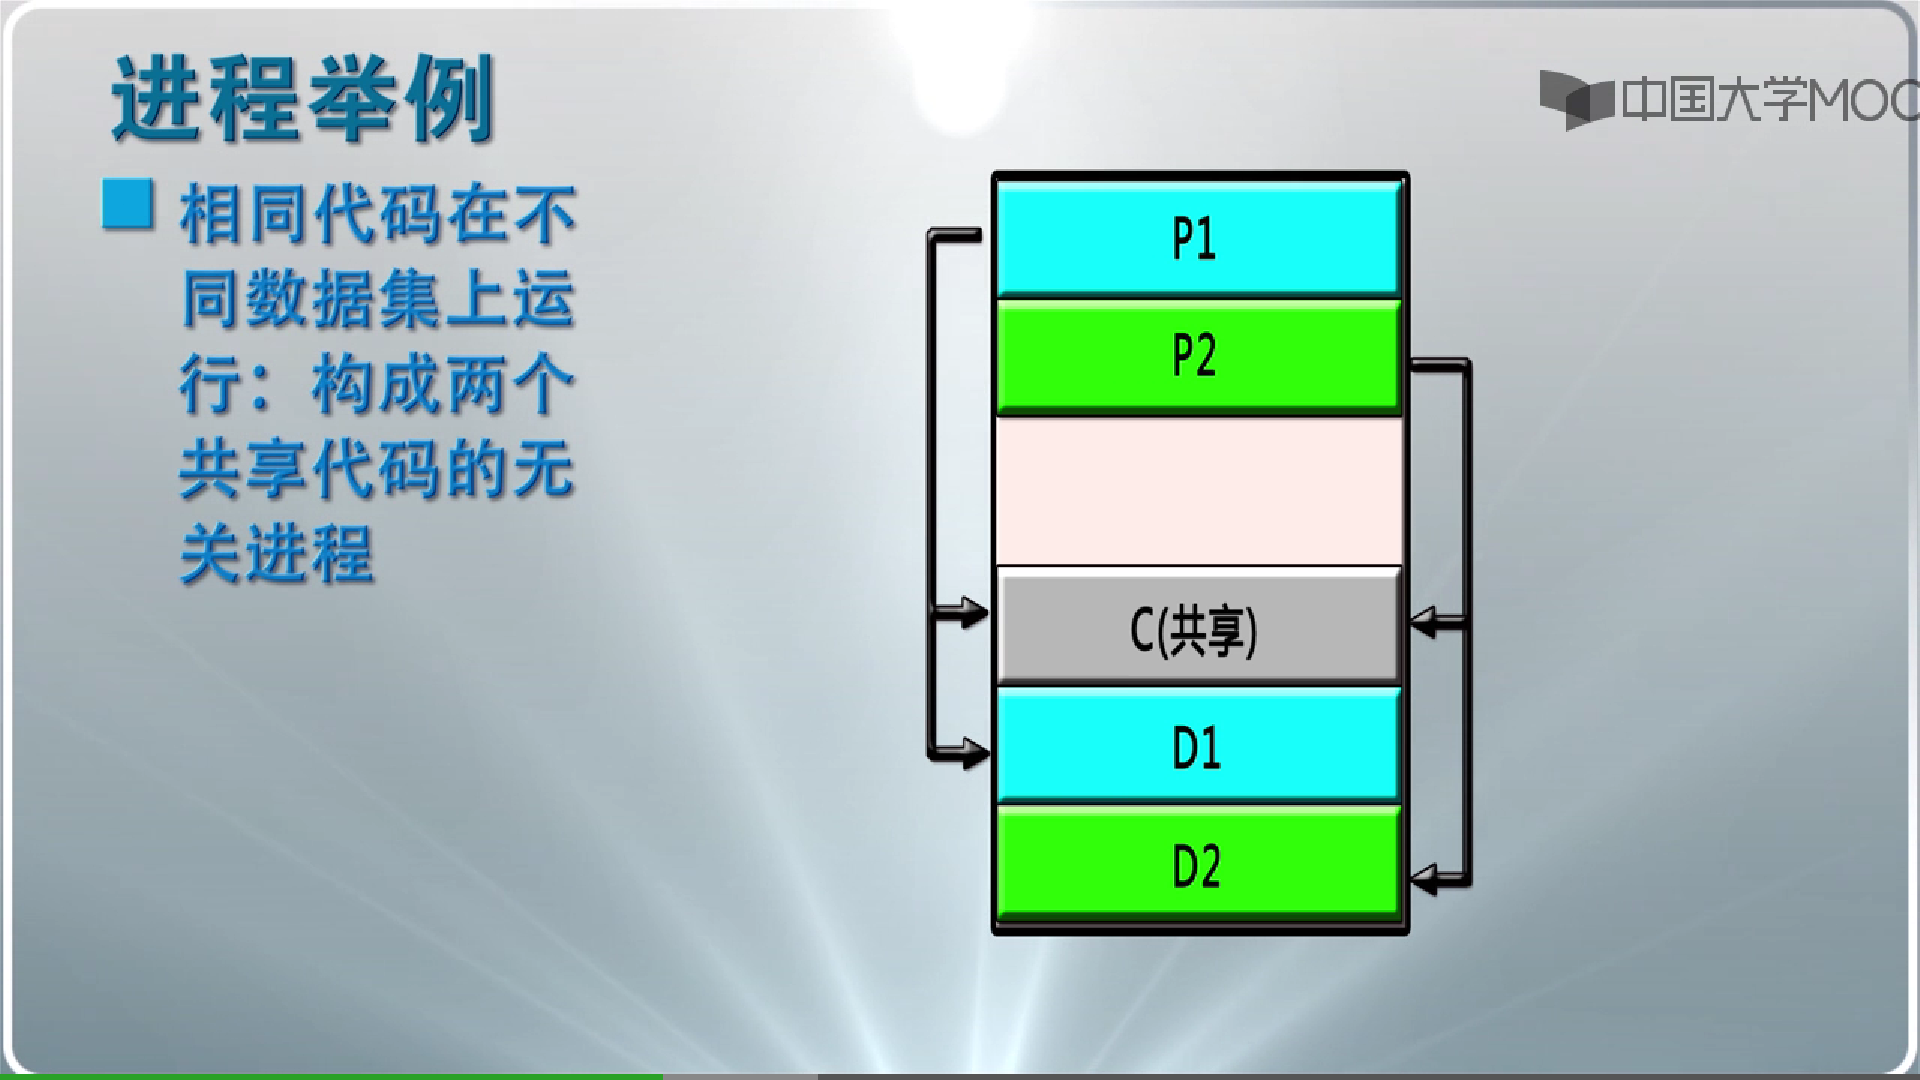 进程举例
中国大学MOO
相同代码在不
同数据集上运
行：构成两个
共享代码的无
关进程
P1
P2
C(共享)
D1
D2